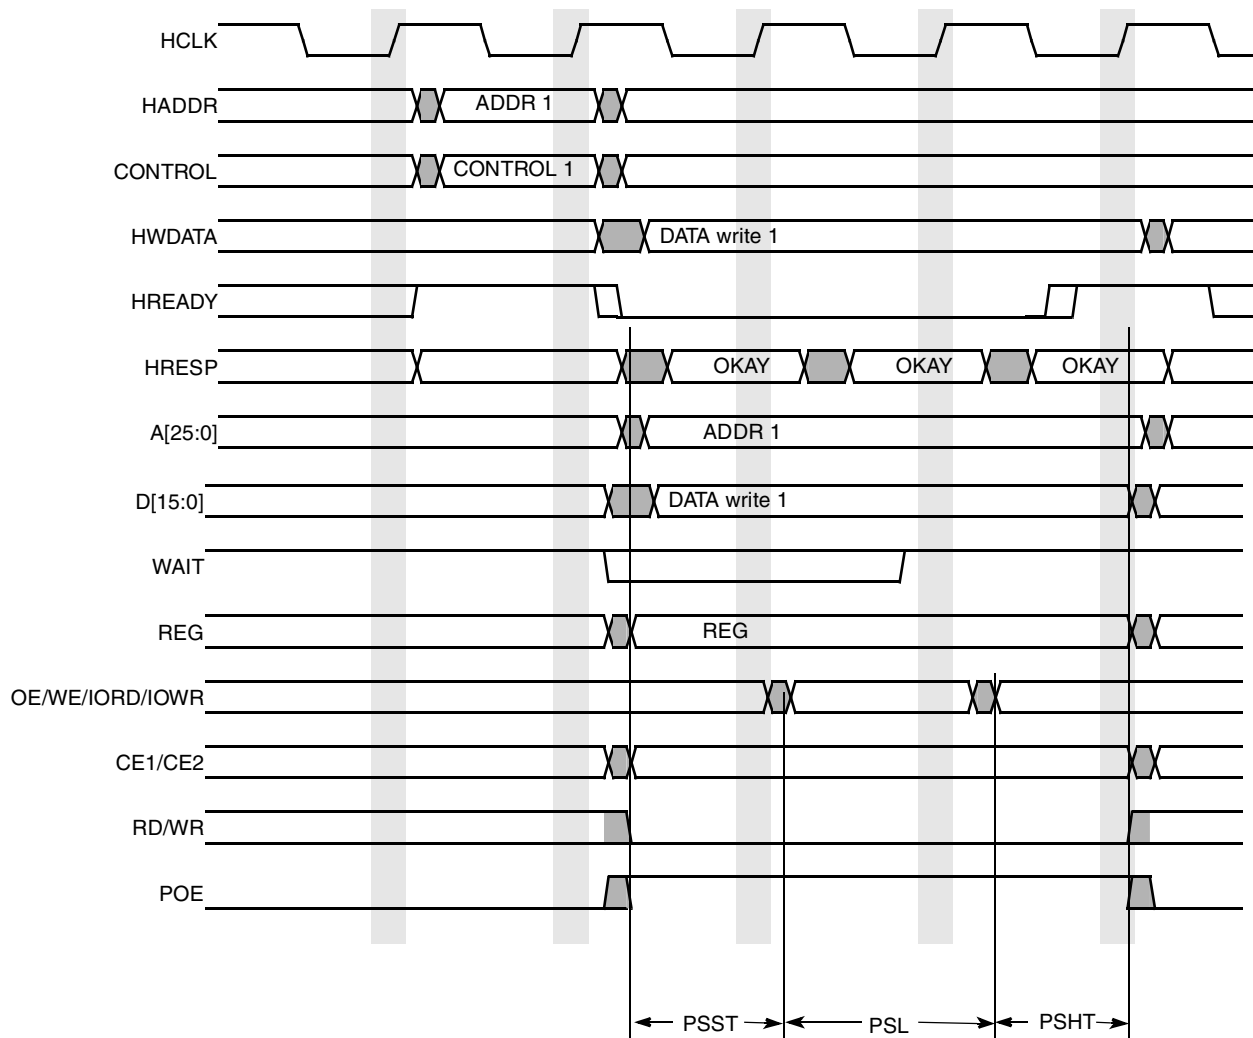 HCLK
HADDR ADDR 1
CONTROL CONTROL 1
HWDATA DATA write 1
HREADY
HRESP OKAY OKAY OKAY
A[25:0] ADDR 1
D[15:0] DATA write 1
WAIT
REG REG
OE/WE/IORD/IOWR
CE1/CE2
RD/WR
POE
PSST PSL PSHT